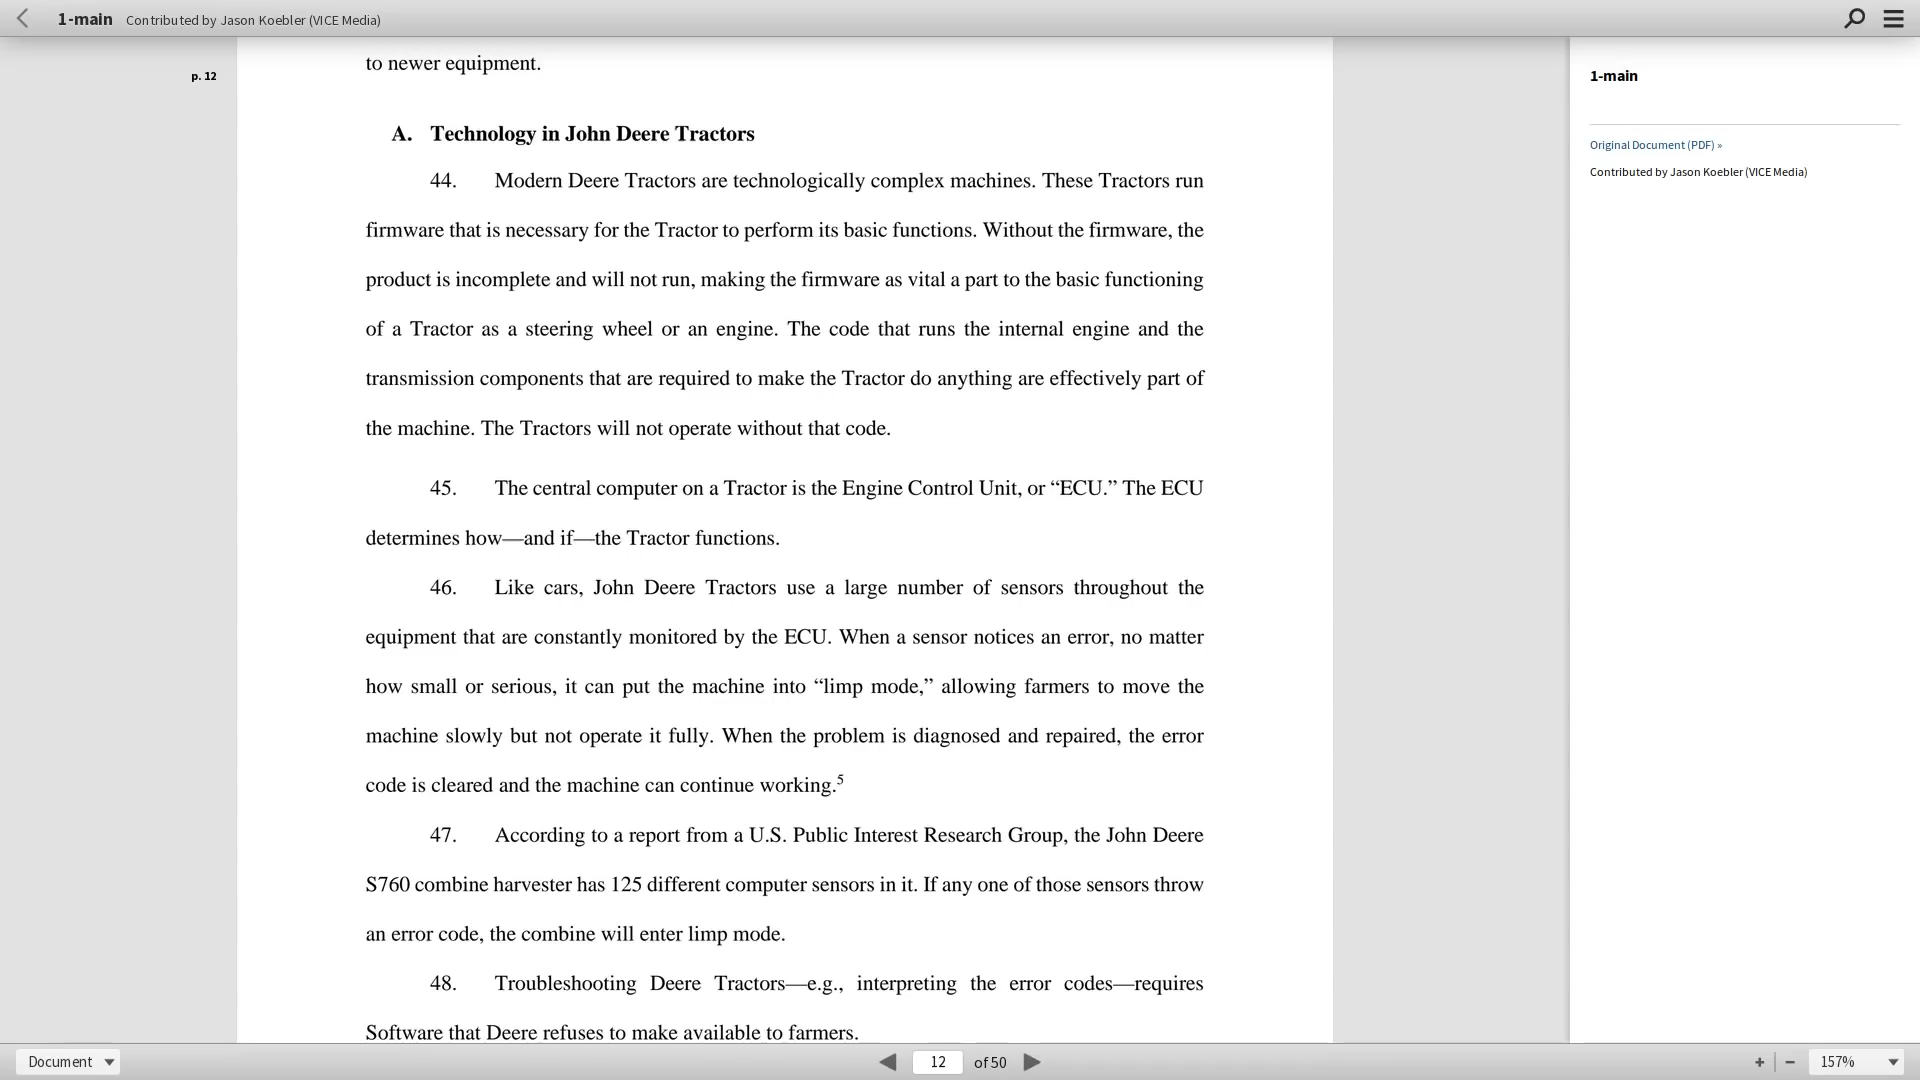 1-main Contributed by Jason Koebler (VICE Media)
p. 12
to newer equipment.
A. Technology in John Deere Tractors
44. Modern Deere Tractors are technologically complex machines. These Tractors run
firmware that is necessary for the Tractor to perform its basic functions. Without the firmware, the
product is incomplete and will not run, making the firmware as vital a part to the basic functioning
of a Tractor as a steering wheel or an engine. The code that runs the internal engine and the
transmission components that are required to make the Tractor do anything are effectively part of
the machine. The Tractors will not operate without that code.
45. The central computer on a Tractor is the Engine Control Unit, or “ECU.” The ECU
determines how—and if—the Tractor functions.
46. Like cars, John Deere Tractors use a large number of sensors throughout the
equipment that are constantly monitored by the ECU. When a sensor notices an error, no matter
how small or serious, it can put the machine into “limp mode,” allowing farmers to move the
machine slowly but not operate it fully. When the problem is diagnosed and repaired, the error
code is cleared and the machine can continue working.5
47. According to a report from a U.S. Public Interest Research Group, the John Deere
S760 combine harvester has 125 different computer sensors in it. If any one of those sensors throw
an error code, the combine will enter limp mode.
48. Troubleshooting Deere Tractors—e.g., interpreting the error codes—requires
Software that Deere refuses to make available to farmers.
1-main
Original Document (PDF) »
Contributed by Jason Koebler (VICE Media)
Document 12 of 50 + − 157%